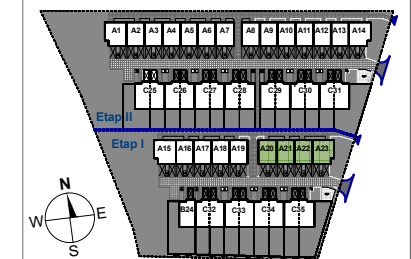 A1 A2 A3 A4 A5 A6 A7 A8 A9 A10 A11 A12 A13 A14
C25 C26 C27 C28 C29 C30 C31
Etap II
Etap I
A15 A16 A17 A18 A19 A20 A21 A22 A23
B24 C32 C33 C34 C35
N
W E
S